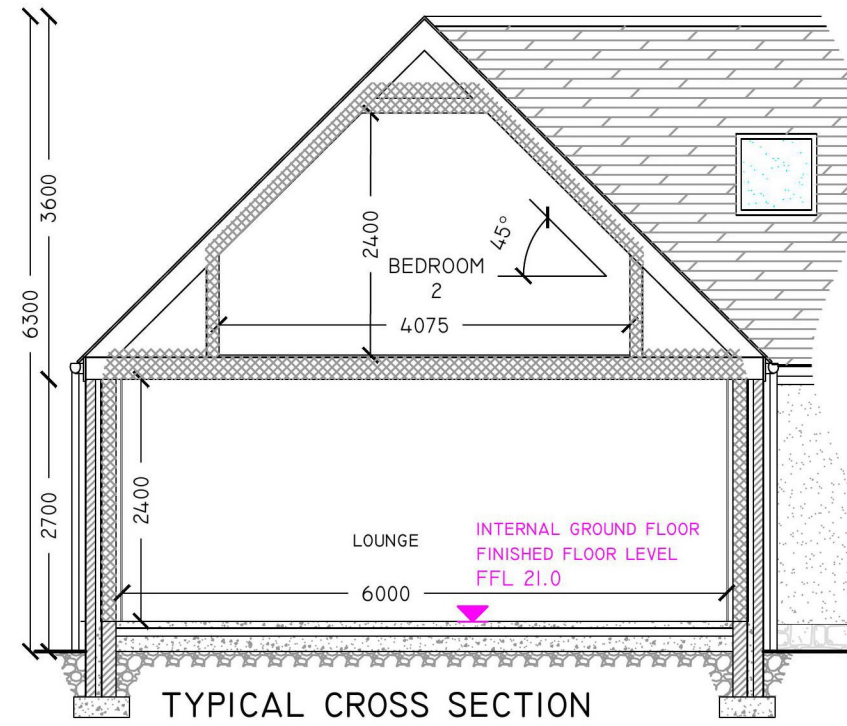 3600
6300
2700
2400
BEDROOM
2
45°
4075
2400
LOUNGE
INTERNAL GROUND FLOOR
FINISHED FLOOR LEVEL
FFL 21.0
6000
TYPICAL CROSS SECTION